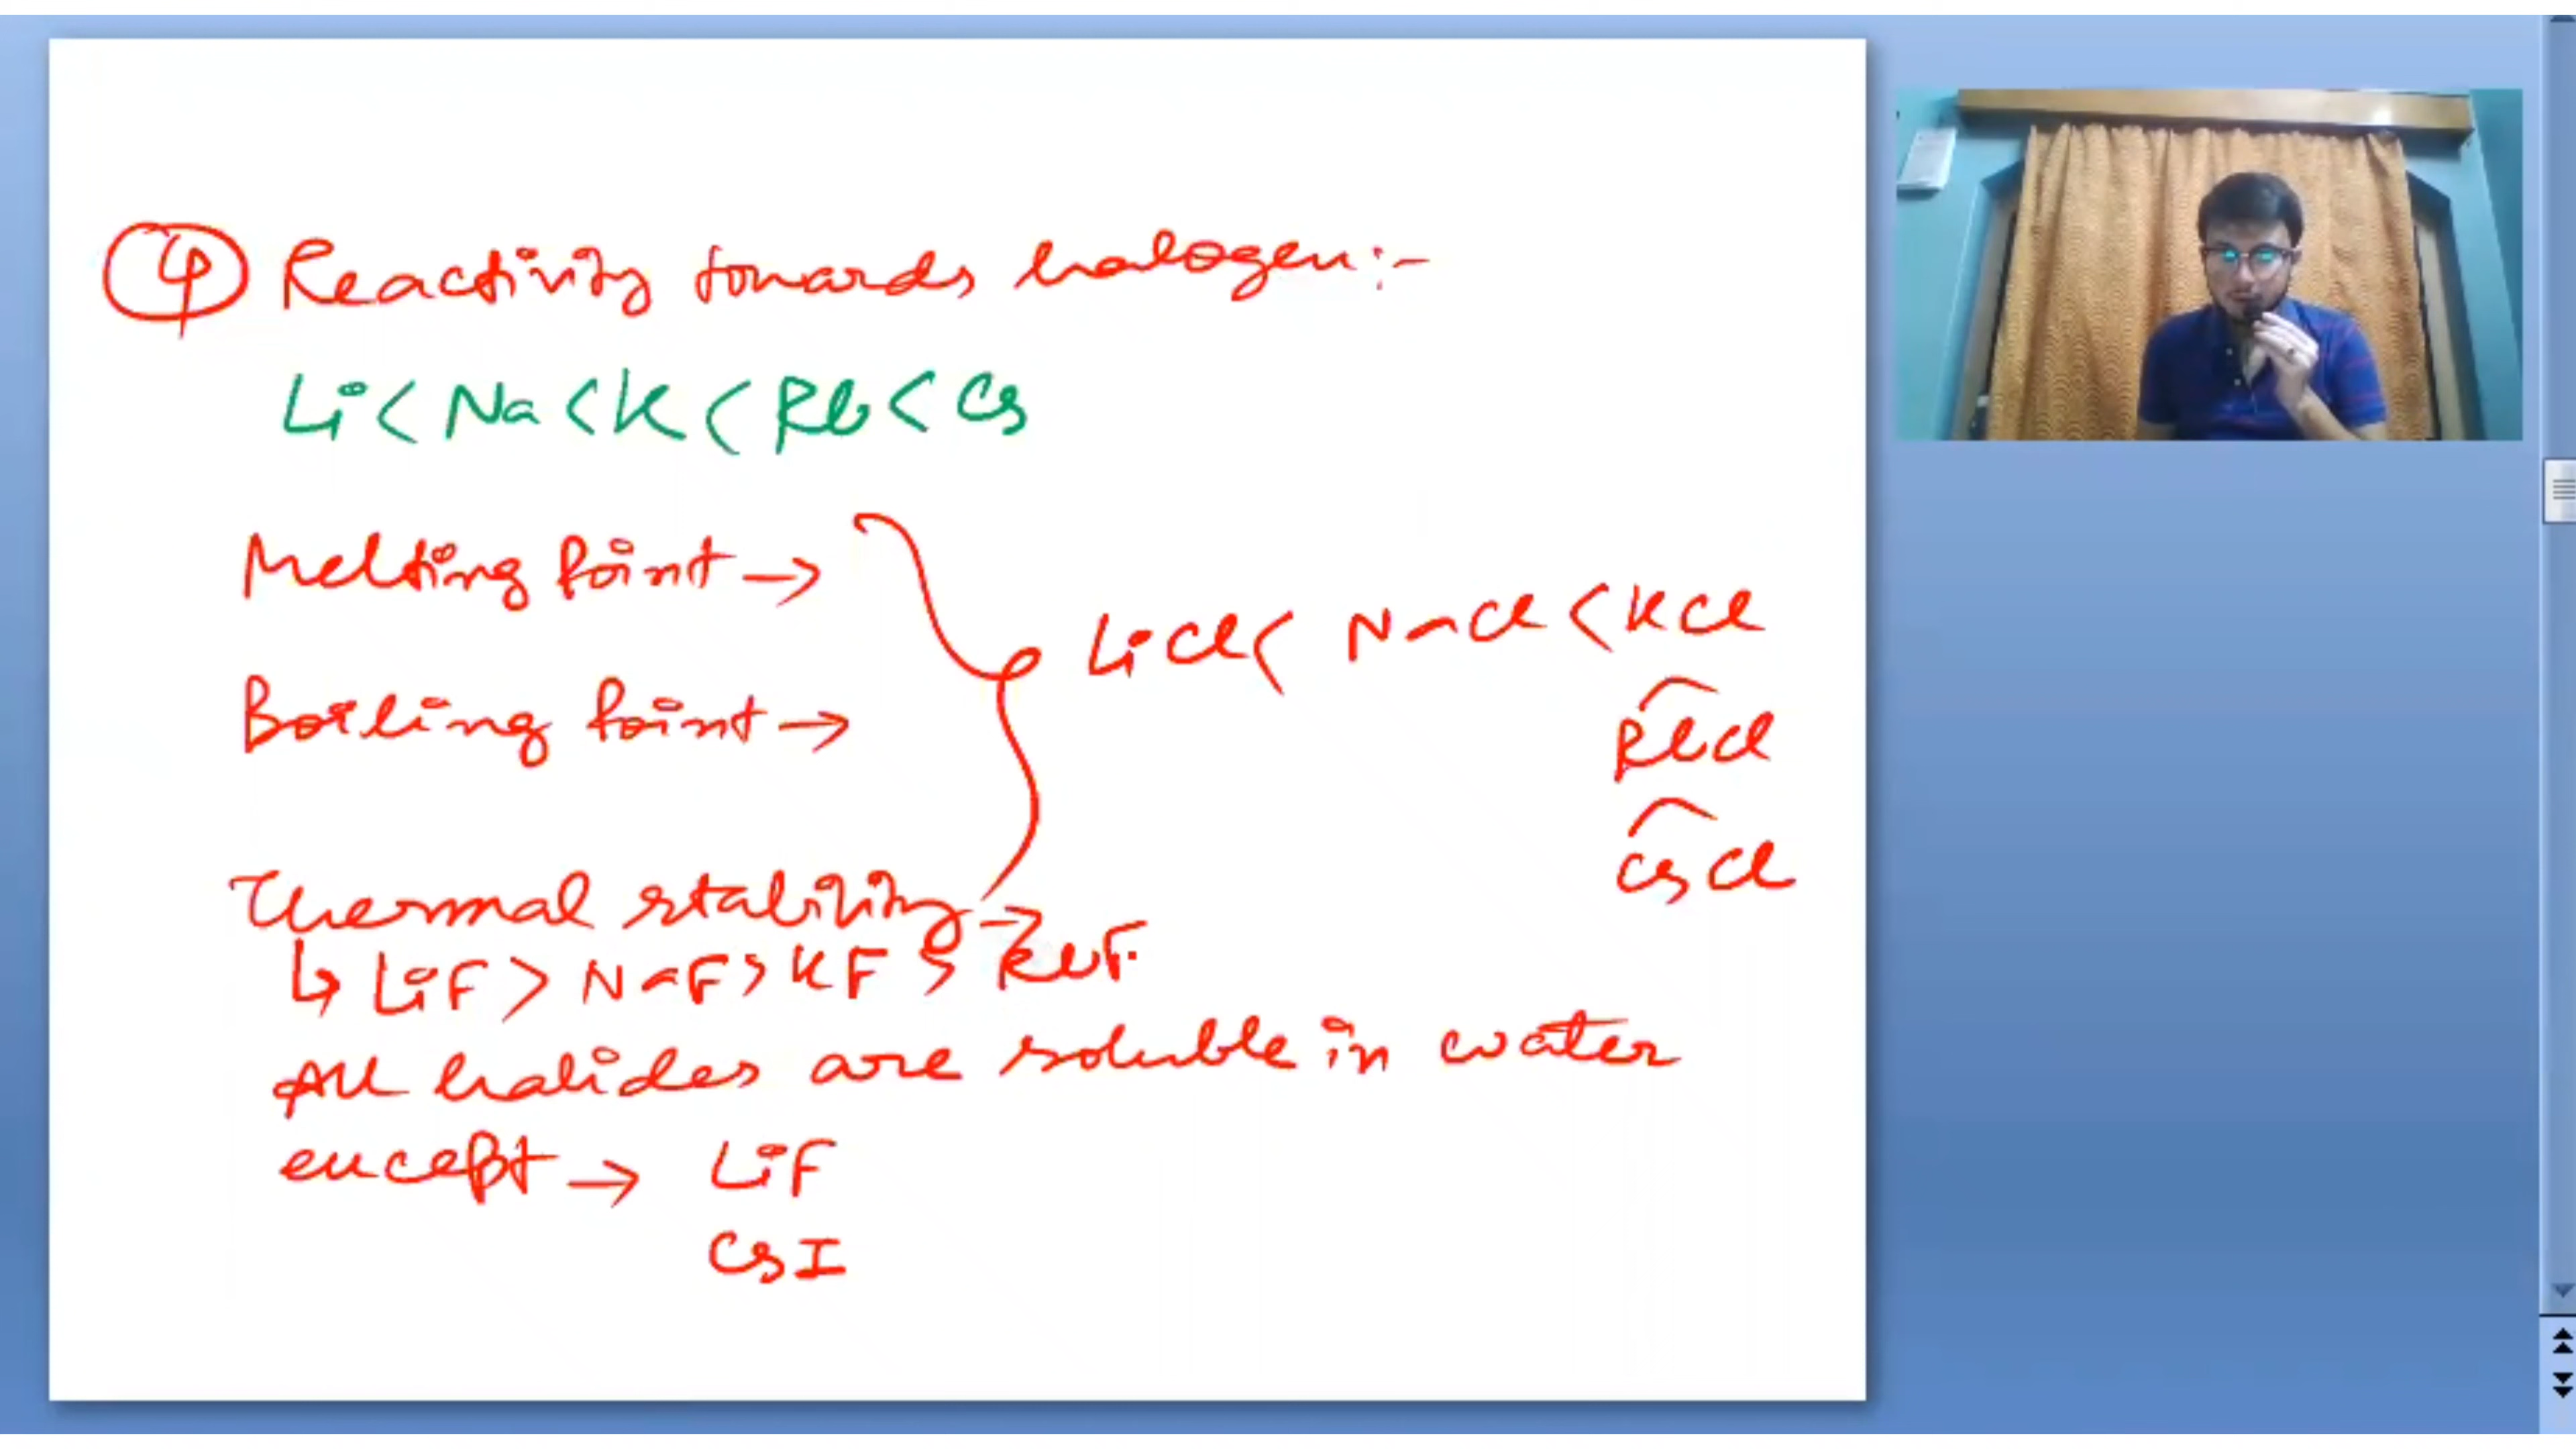 4 Reactivity towards halogen:-
Li < Na < K < Rb < Cs
Melting point →
Boiling point →
LiCl < NaCl < KCl
RbCl
CsCl
Thermal stability →
↳ LiF > NaF > KF > RbF.
All halides are soluble in water
except → LiF
CsI